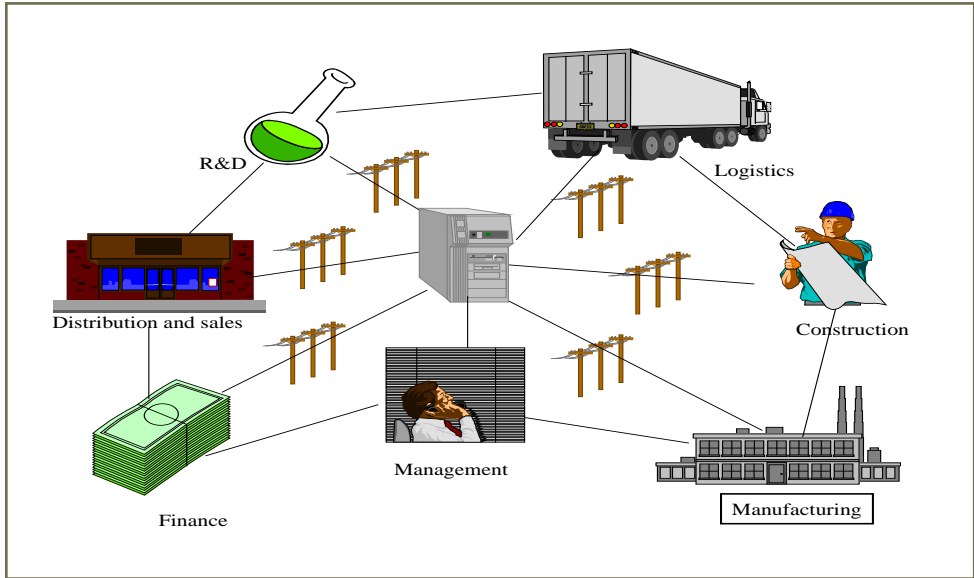 R&D
Logistics
Distribution and sales
Construction
Management
Manufacturing
Finance